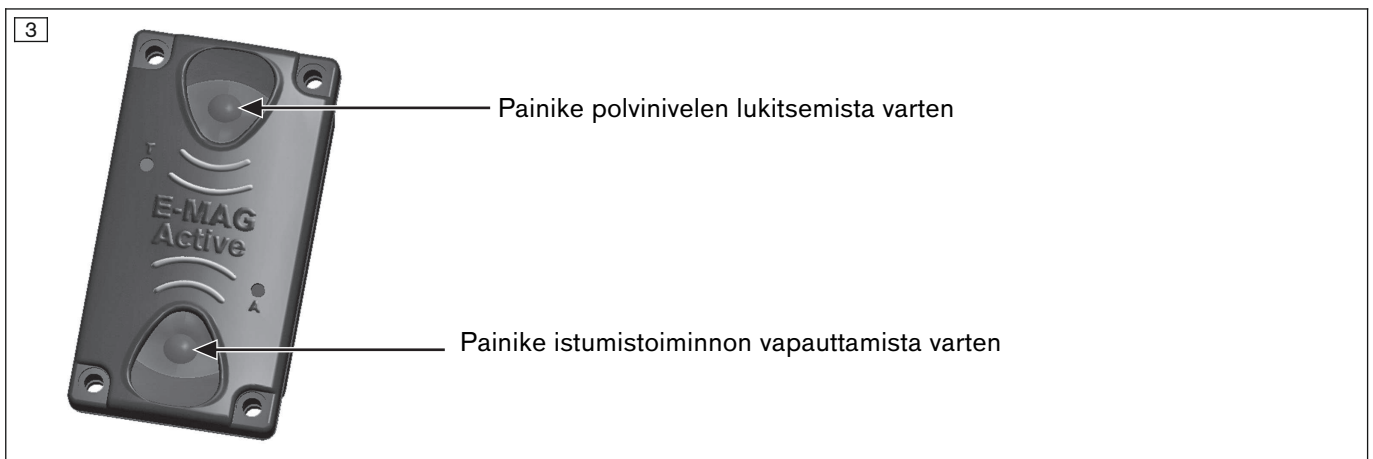 3
Painike polvinivelen lukitsemista varten
T
E-MAG
Active
A
Painike istumistoiminnon vapauttamista varten